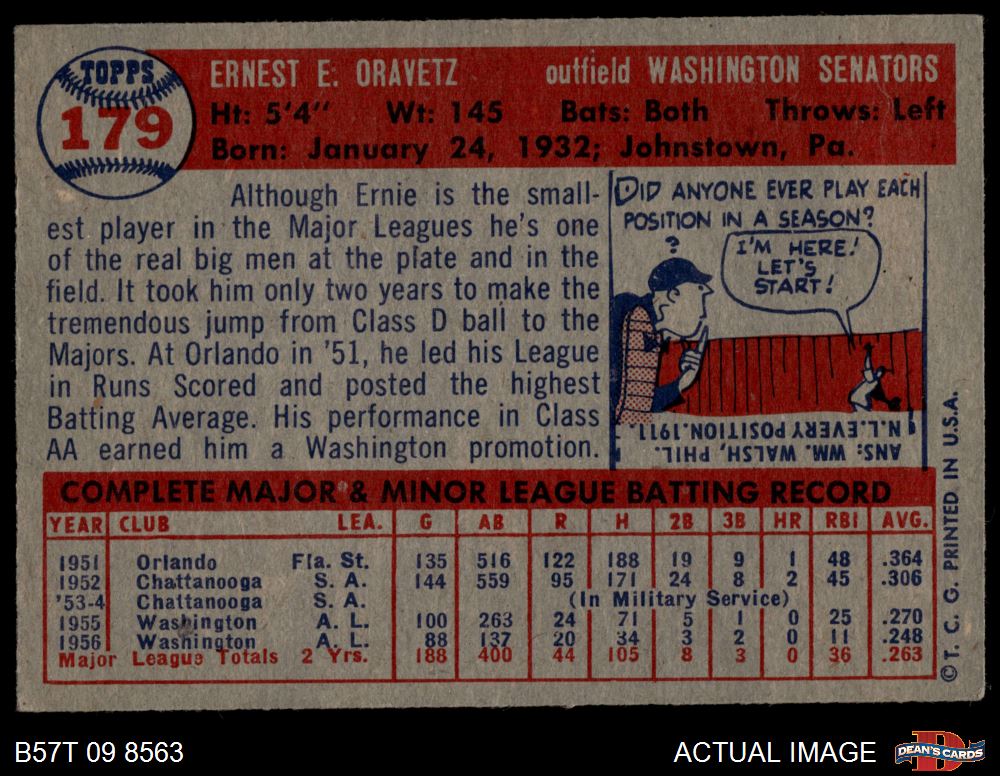 TOPPS
179
ERNEST E. ORAVETZ outfield WASHINGTON SENATORS
Ht: 5'4" Wt: 145 Bats: Both Throws: Left
Born: January 24, 1932; Johnstown, Pa.
Although Ernie is the small-
est player in the Major Leagues he's one
of the real big men at the plate and in the
field. It took him only two years to make the
tremendous jump from Class D ball to the
Majors. At Orlando in '51, he led his League
in Runs Scored and posted the highest
Batting Average. His performance in Class
AA earned him a Washington promotion.
DID ANYONE EVER PLAY EACH
POSITION IN A SEASON?
?
I'M HERE!
LET'S
START!
ANS: WM. WALSH, PHIL.
N.L. EVERY POSITION. 1911.
COMPLETE MAJOR & MINOR LEAGUE BATTING RECORD
YEAR CLUB LEA. G AB R H 2B 3B HR RBI AVG.
1951 Orlando Fla. St. 135 516 122 188 19 9 1 48 .364
1952 Chattanooga S. A. 144 559 95 171 24 8 2 45 .306
'53-4 Chattanooga S. A. (In Military Service)
1955 Washington A. L. 100 263 24 71 5 1 0 25 .270
1956 Washington A. L. 88 137 20 34 3 2 0 11 .248
Major League Totals 2 Yrs. 188 400 44 105 8 3 0 36 .263
© T. C. G. PRINTED IN U.S.A.
B57T 09 8563
ACTUAL IMAGE
D
DEAN'S CARDS